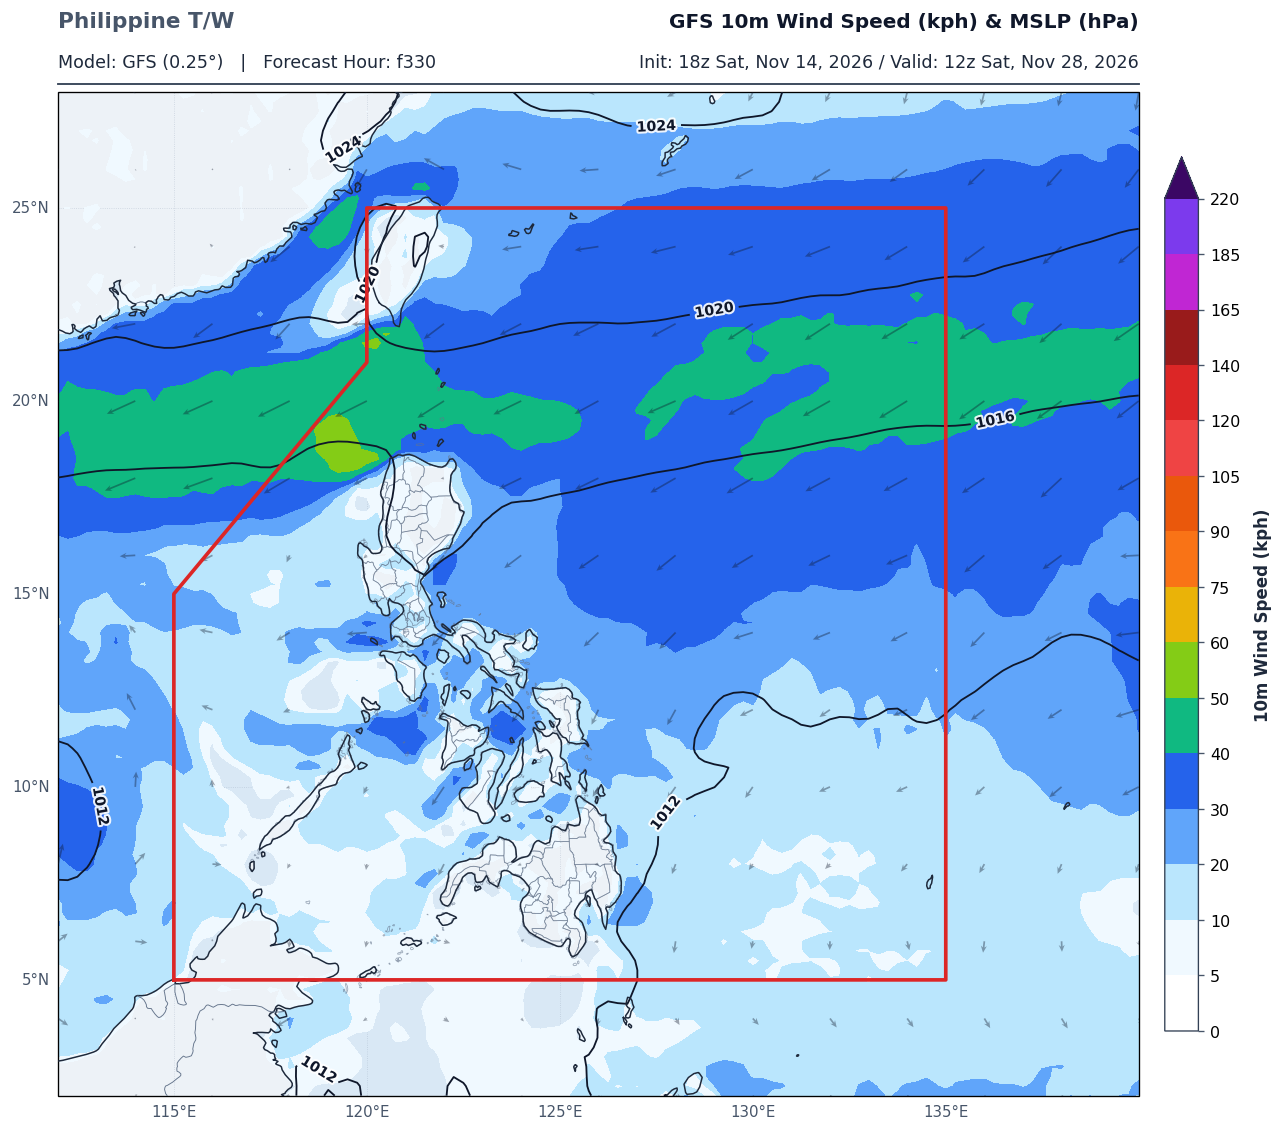 Philippine T/W
GFS 10m Wind Speed (kph) & MSLP (hPa)
Model: GFS (0.25°) | Forecast Hour: f330
Init: 18z Sat, Nov 14, 2026 / Valid: 12z Sat, Nov 28, 2026
1024
1024
1020
1020
1016
1012
1012
1012
25°N
20°N
15°N
10°N
5°N
115°E
120°E
125°E
130°E
135°E
220
185
165
140
120
105
90
75
60
50
40
30
20
10
5
0
10m Wind Speed (kph)